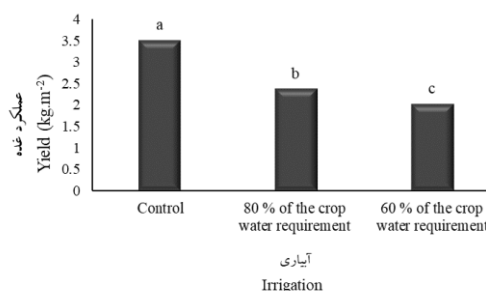 4
3.5
3
2.5
2
1.5
1
0.5
0
عملکرد غده
Yield (kg.m⁻²)
a
b
c
Control
80 % of the crop
water requirement
60 % of the crop
water requirement
آبیاری
Irrigation